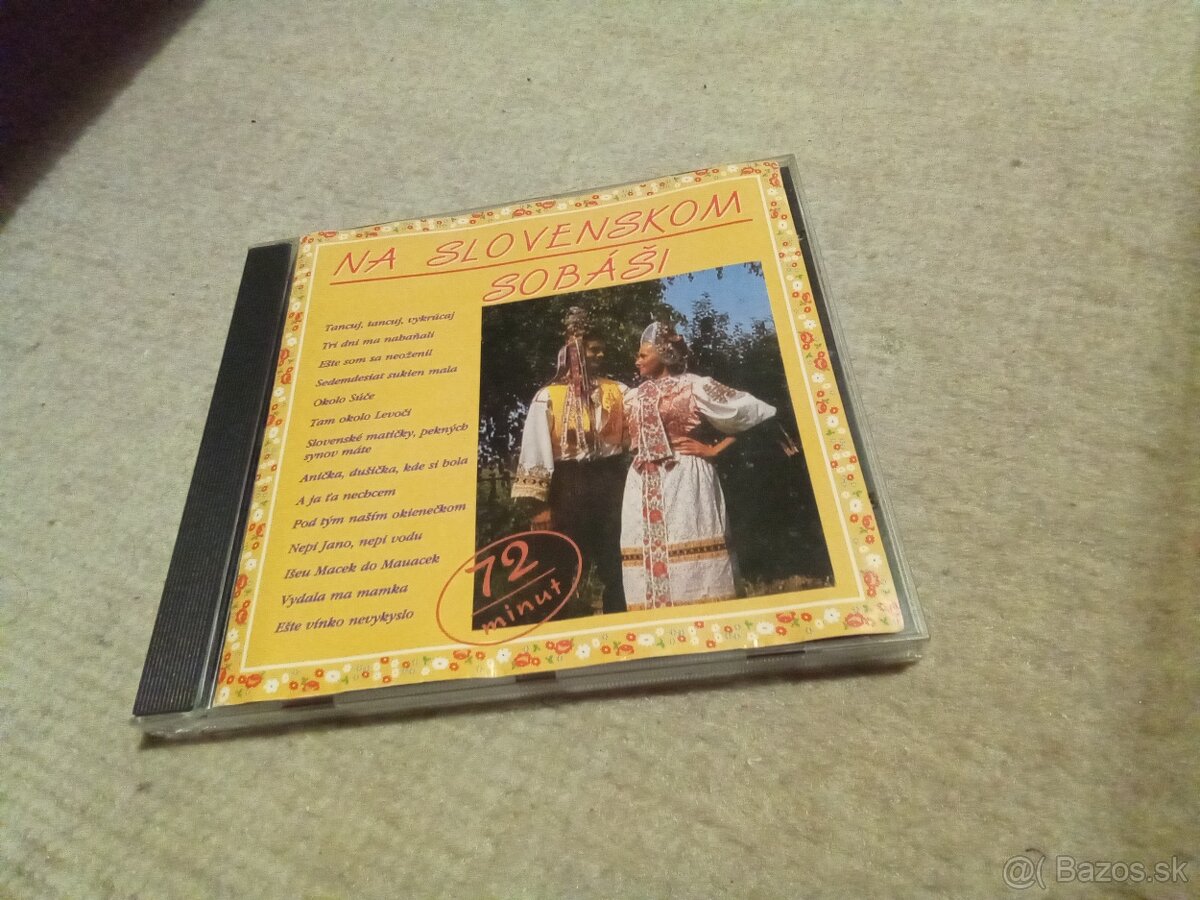 NA SLOVENSKOM
SOBÁŠI
Tancuj, tancuj, vykrúcaj
Tri dni ma nahaňali
Ešte som sa neoženil
Sedemdesiat sukien mala
Okolo Súče
Tam okolo Levočí
Slovenské matičky, pekných
synov máte
Anička, dušička, kde si bola
A ja ťa nechcem
Pod tým naším okienečkom
Nepi Jano, nepi vodu
Išeu Macek do Mauacek
Vydala ma mamka
Ešte vínko nevykyslo
72
minut
@( Bazos.sk